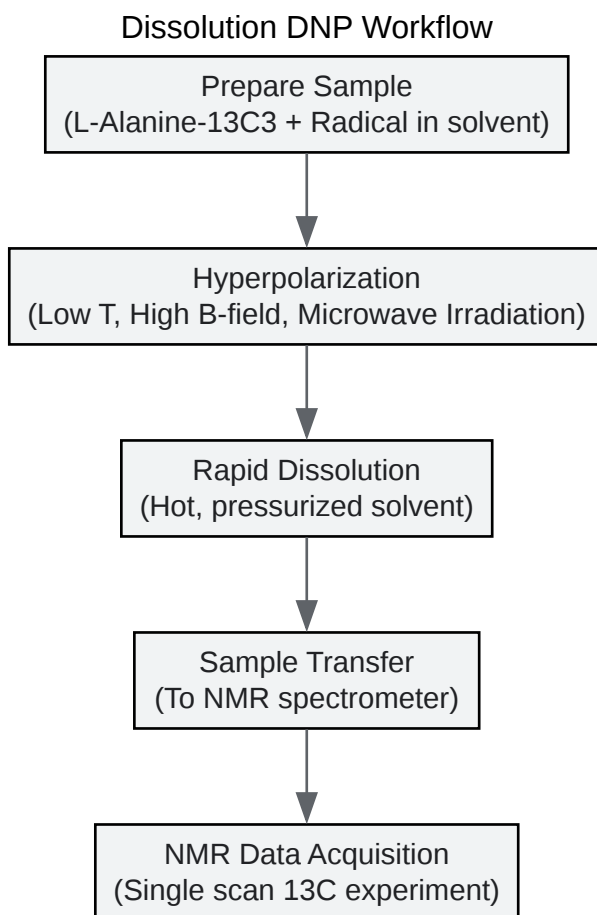 Dissolution DNP Workflow
Prepare Sample
(L-Alanine-13C3 + Radical in solvent)
Hyperpolarization
(Low T, High B-field, Microwave Irradiation)
Rapid Dissolution
(Hot, pressurized solvent)
Sample Transfer
(To NMR spectrometer)
NMR Data Acquisition
(Single scan 13C experiment)